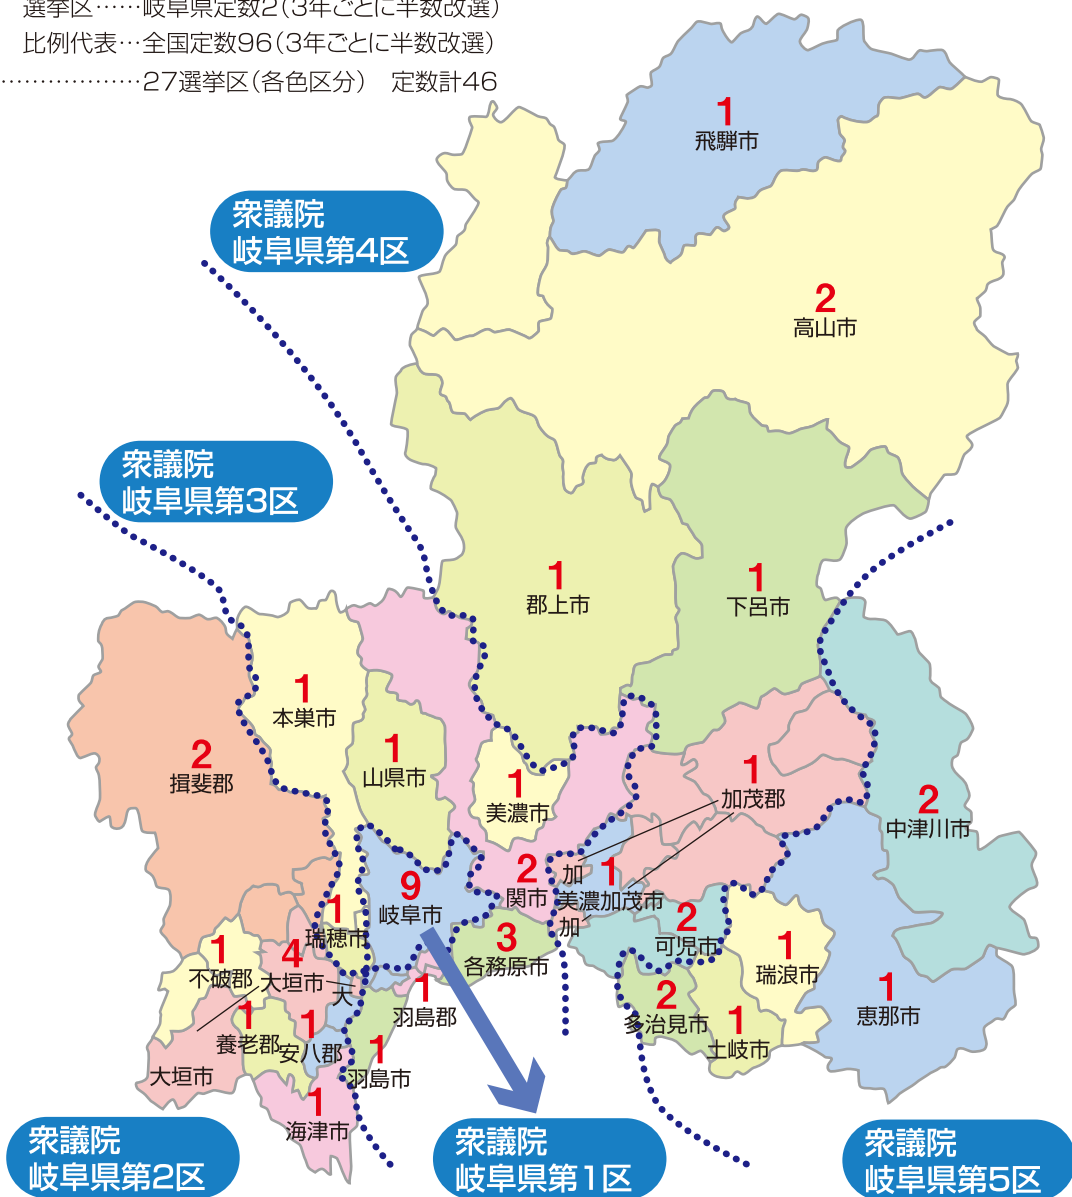 選挙区……岐阜県定数2(3年ごとに半数改選)
比例代表…全国定数96(3年ごとに半数改選)
………………27選挙区(各色区分) 定数計46
1
飛騨市
衆議院
岐阜県第4区
2
高山市
衆議院
岐阜県第3区
1
郡上市
1
下呂市
1
本巣市
2
揖斐郡
1
山県市
1
美濃市
1
加茂郡
2
中津川市
9
岐阜市
2
関市
加
1
美濃加茂市
加
1
瑞穂市
2
可児市
3
各務原市
1
不破郡
4
大垣市
大
1
瑞浪市
1
恵那市
1
羽島郡
2
多治見市
1
土岐市
1
養老郡
1
安八郡
1
羽島市
大垣市
1
海津市
衆議院
岐阜県第2区
衆議院
岐阜県第1区
衆議院
岐阜県第5区